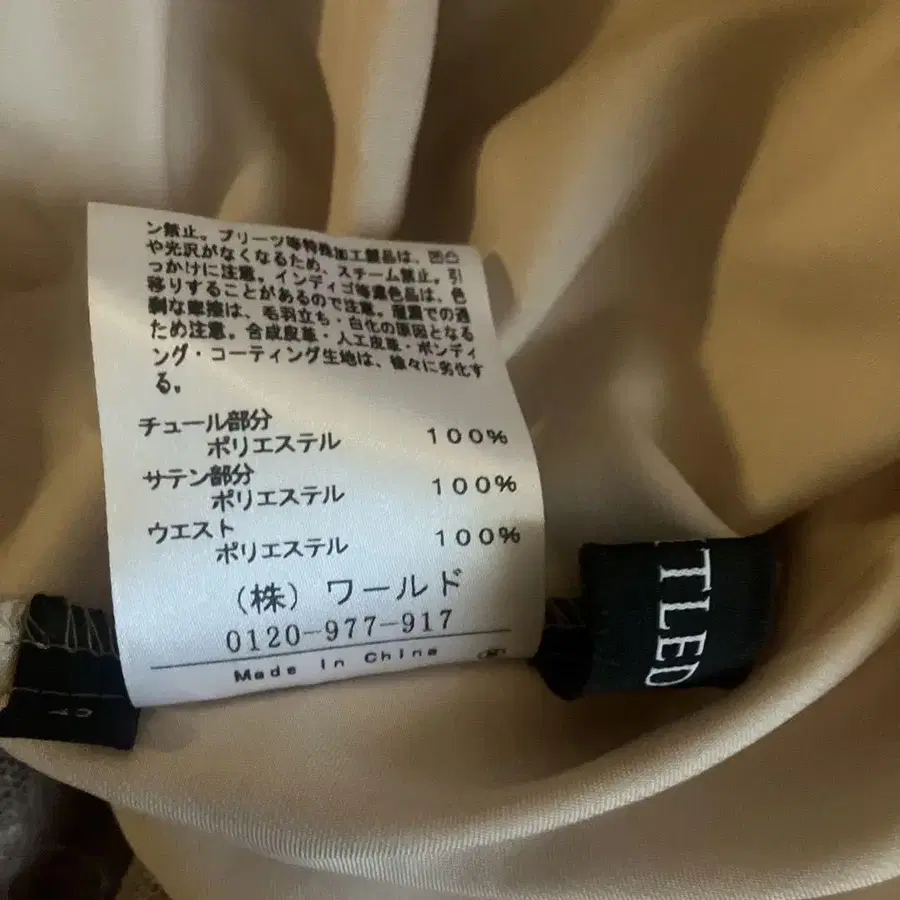 ン禁止。プリーツ等特殊加工製品は、凹凸
や光沢がなくなるため、スチーム禁止。引
っかけに注意。インディゴ等濃色品は、色
移りすることがあるので注意。着用での過
剰な摩擦は、毛羽立ち・白化の原因となる
ため注意。合成皮革・人工皮革・ボンディ
ング・コーティング生地は、徐々に劣化す
る。
チュール部分
ポリエステル 100%
サテン部分
ポリエステル 100%
ウエスト
ポリエステル 100%
(株) ワールド
0120-977-917
Made in China
TLED